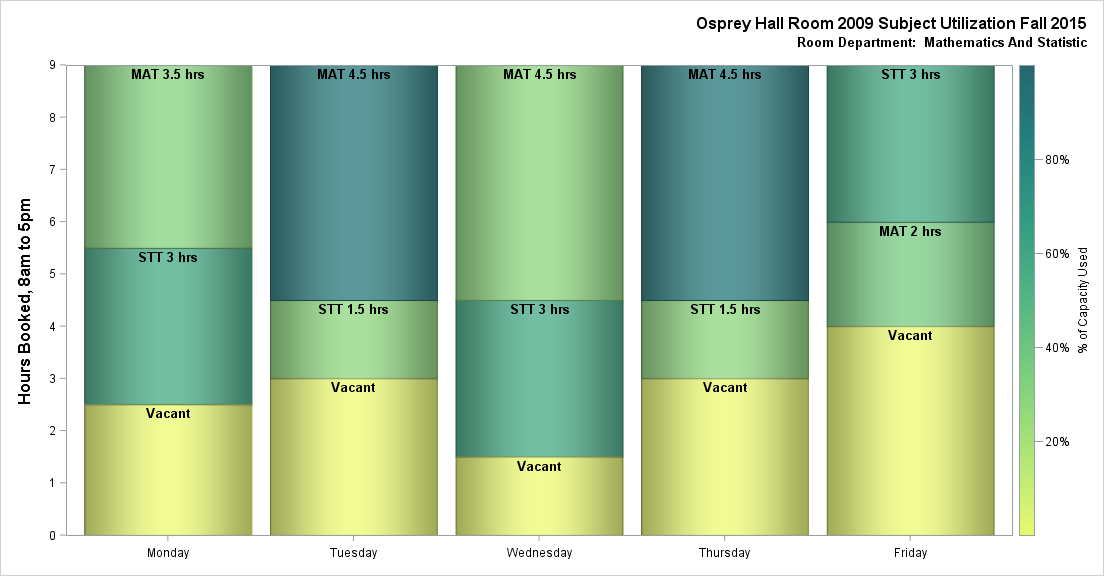 Osprey Hall Room 2009 Subject Utilization Fall 2015
Room Department:  Mathematics And Statistic
Hours Booked, 8am to 5pm
9
8
7
6
5
4
3
2
1
0
MAT 3.5 hrs
STT 3 hrs
Vacant
MAT 4.5 hrs
STT 1.5 hrs
Vacant
MAT 4.5 hrs
STT 3 hrs
Vacant
MAT 4.5 hrs
STT 1.5 hrs
Vacant
STT 3 hrs
MAT 2 hrs
Vacant
Monday
Tuesday
Wednesday
Thursday
Friday
80%
60%
40%
20%
% of Capacity Used